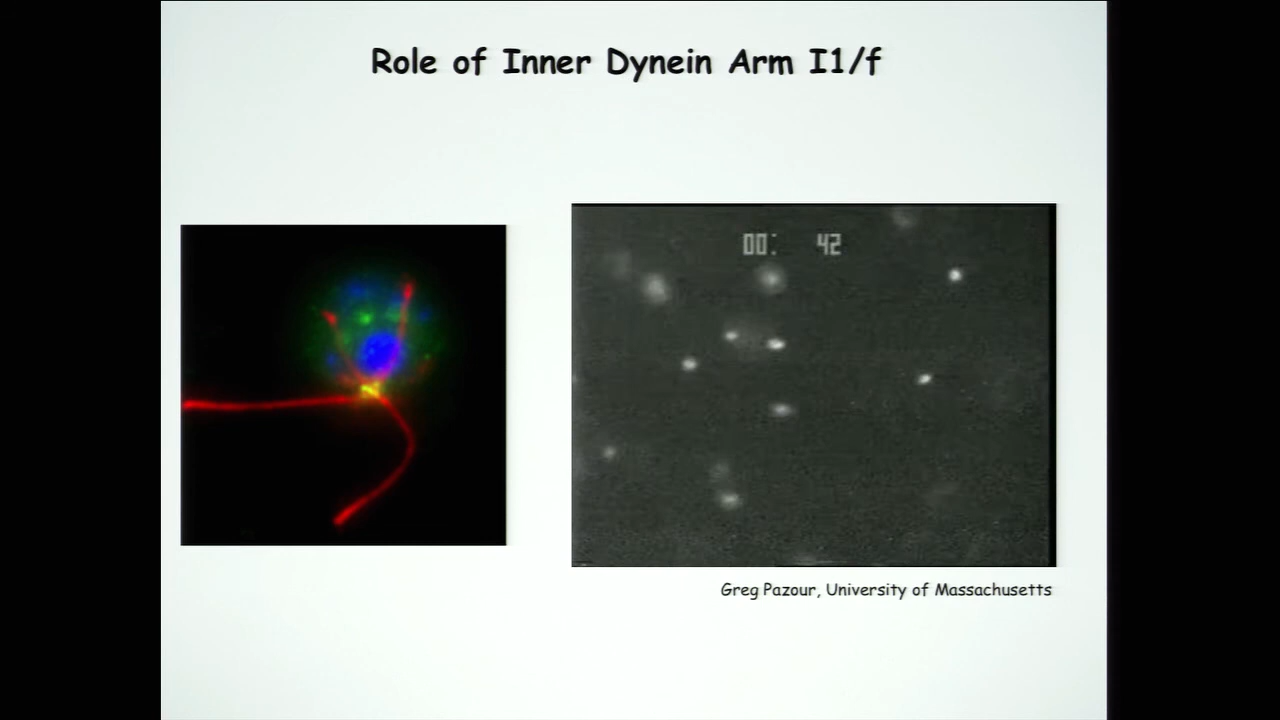 Role of Inner Dynein Arm I1/f
00: 42
Greg Pazour, University of Massachusetts